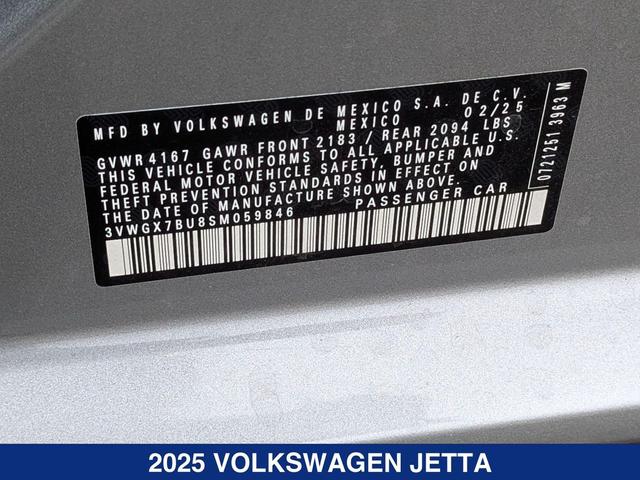 MFD BY VOLKSWAGEN DE MEXICO S.A. DE C.V.
MEXICO 02/25
GVWR 4167 GAWR FRONT 2183 / REAR 2094 LBS
THIS VEHICLE CONFORMS TO ALL APPLICABLE U.S.
FEDERAL MOTOR VEHICLE SAFETY, BUMPER AND
THEFT PREVENTION STANDARDS IN EFFECT ON
THE DATE OF MANUFACTURE SHOWN ABOVE.
3VWGX7BU8SM059846 PASSENGER CAR
0721251 3963 M
2025 VOLKSWAGEN JETTA